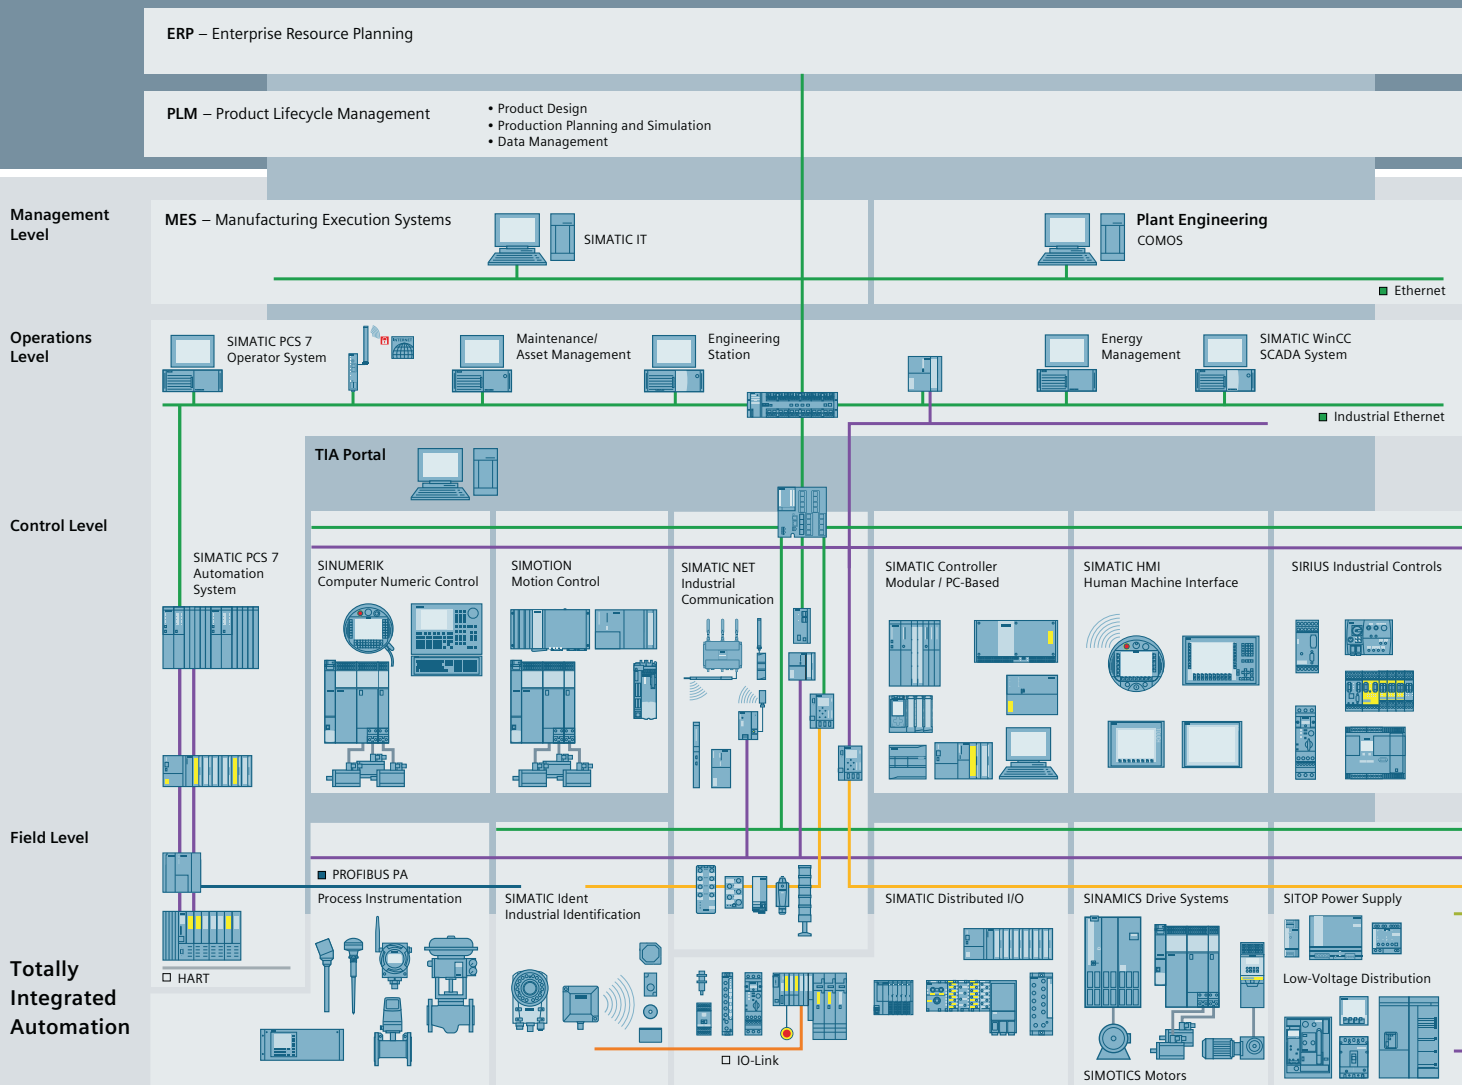 ERP – Enterprise Resource Planning
PLM – Product Lifecycle Management
• Product Design
• Production Planning and Simulation
• Data Management
Management
Level
MES – Manufacturing Execution Systems
SIMATIC IT
Plant Engineering
COMOS
Ethernet
Operations
Level
SIMATIC PCS 7
Operator System
INTERNET
Maintenance/
Asset Management
Engineering
Station
Energy
Management
SIMATIC WinCC
SCADA System
Industrial Ethernet
TIA Portal
Control Level
SIMATIC PCS 7
Automation
System
SINUMERIK
Computer Numeric Control
SIMOTION
Motion Control
SIMATIC NET
Industrial
Communication
SIMATIC Controller
Modular / PC-Based
SIMATIC HMI
Human Machine Interface
SIRIUS Industrial Controls
Field Level
PROFIBUS PA
Process Instrumentation
SIMATIC Ident
Industrial Identification
SIMATIC Distributed I/O
SINAMICS Drive Systems
SITOP Power Supply
Totally
Integrated
Automation
HART
Low-Voltage Distribution
IO-Link
SIMOTICS Motors